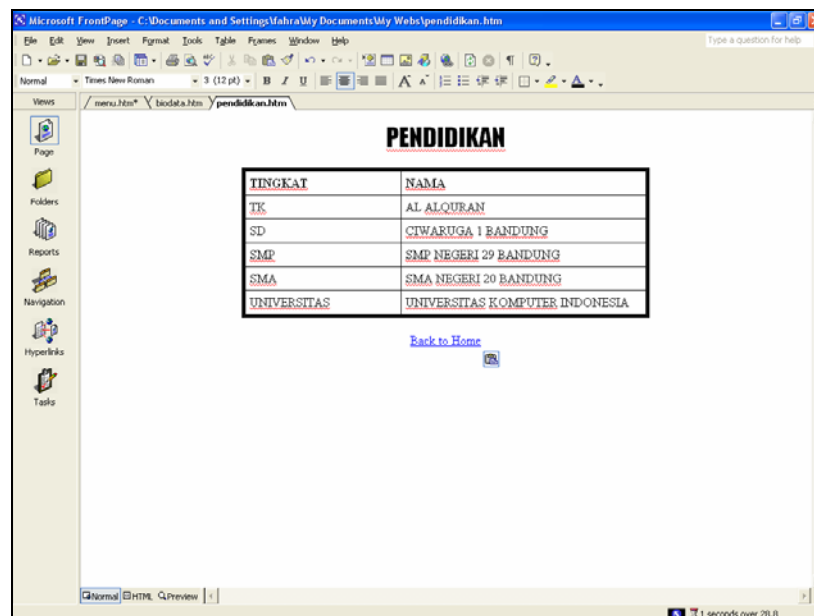 Microsoft FrontPage - C:\Documents and Settings\fahra\My Documents\My Webs\pendidikan.htm
File Edit View Insert Format Tools Table Frames Window Help Type a question for help
Normal Times New Roman 3 (12 pt) B I U A A A
Views menu.htm* biodata.htm pendidikan.htm
Page
Folders
Reports
Navigation
Hyperlinks
Tasks
PENDIDIKAN
TINGKAT NAMA
TK AL ALQURAN
SD CIWARUGA 1 BANDUNG
SMP SMP NEGERI 29 BANDUNG
SMA SMA NEGERI 20 BANDUNG
UNIVERSITAS UNIVERSITAS KOMPUTER INDONESIA
Back to Home
Normal HTML Preview
1 seconds over 28.8